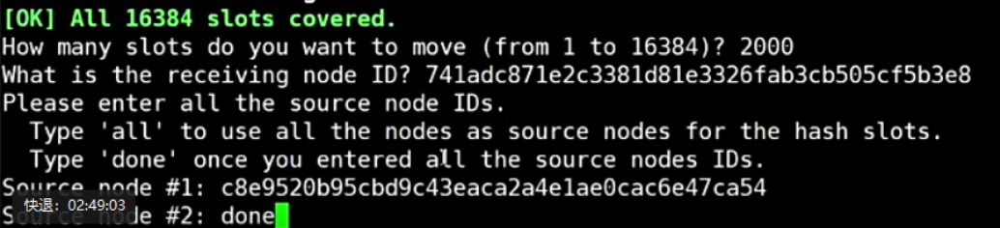 [OK] All 16384 slots covered.
How many slots do you want to move (from 1 to 16384)? 2000
What is the receiving node ID? 741adc871e2c3381d81e3326fab3cb505cf5b3e8
Please enter all the source node IDs.
Type 'all' to use all the nodes as source nodes for the hash slots.
Type 'done' once you entered all the source nodes IDs.
Source node #1: c8e9520b95cbd9c43eaca2a4e1ae0cac6e47ca54
快退：02:49:03
Source node #2: done